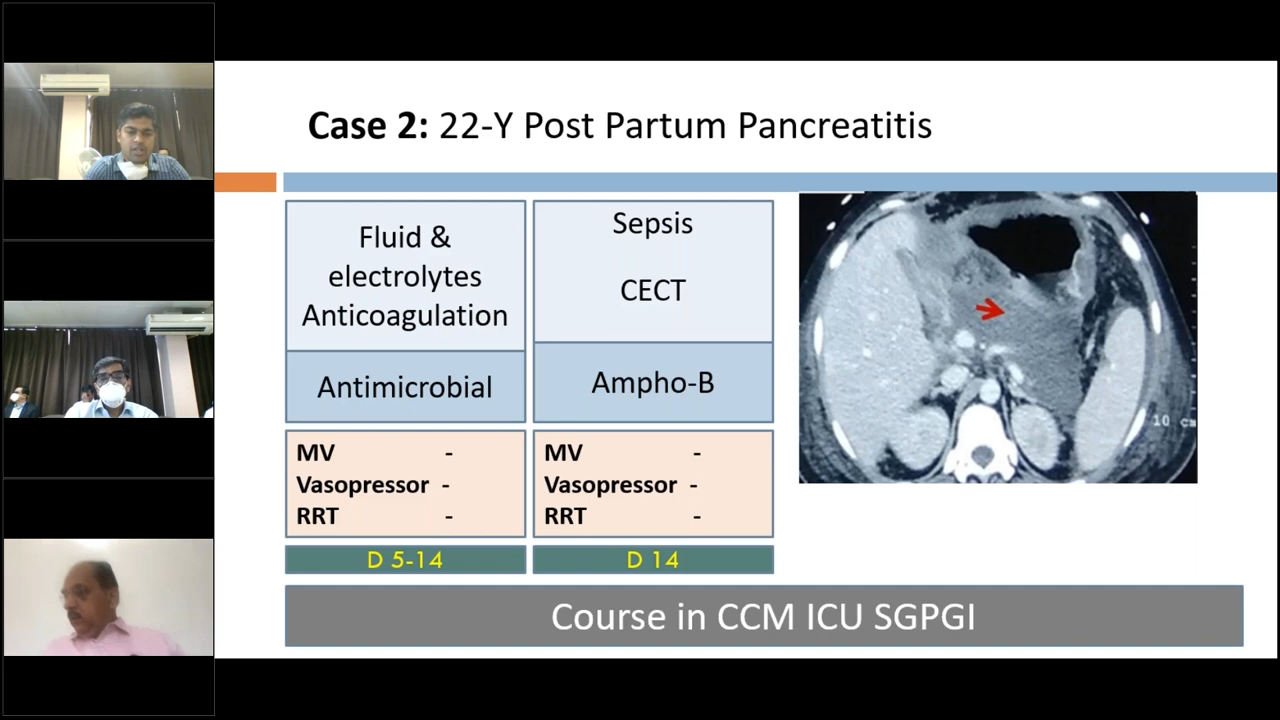 Case 2: 22-Y Post Partum Pancreatitis
Fluid &
electrolytes
Anticoagulation
Antimicrobial
MV -
Vasopressor -
RRT -
D 5-14
Sepsis
CECT
Ampho-B
MV -
Vasopressor -
RRT -
D 14
10 cm
Course in CCM ICU SGPGI